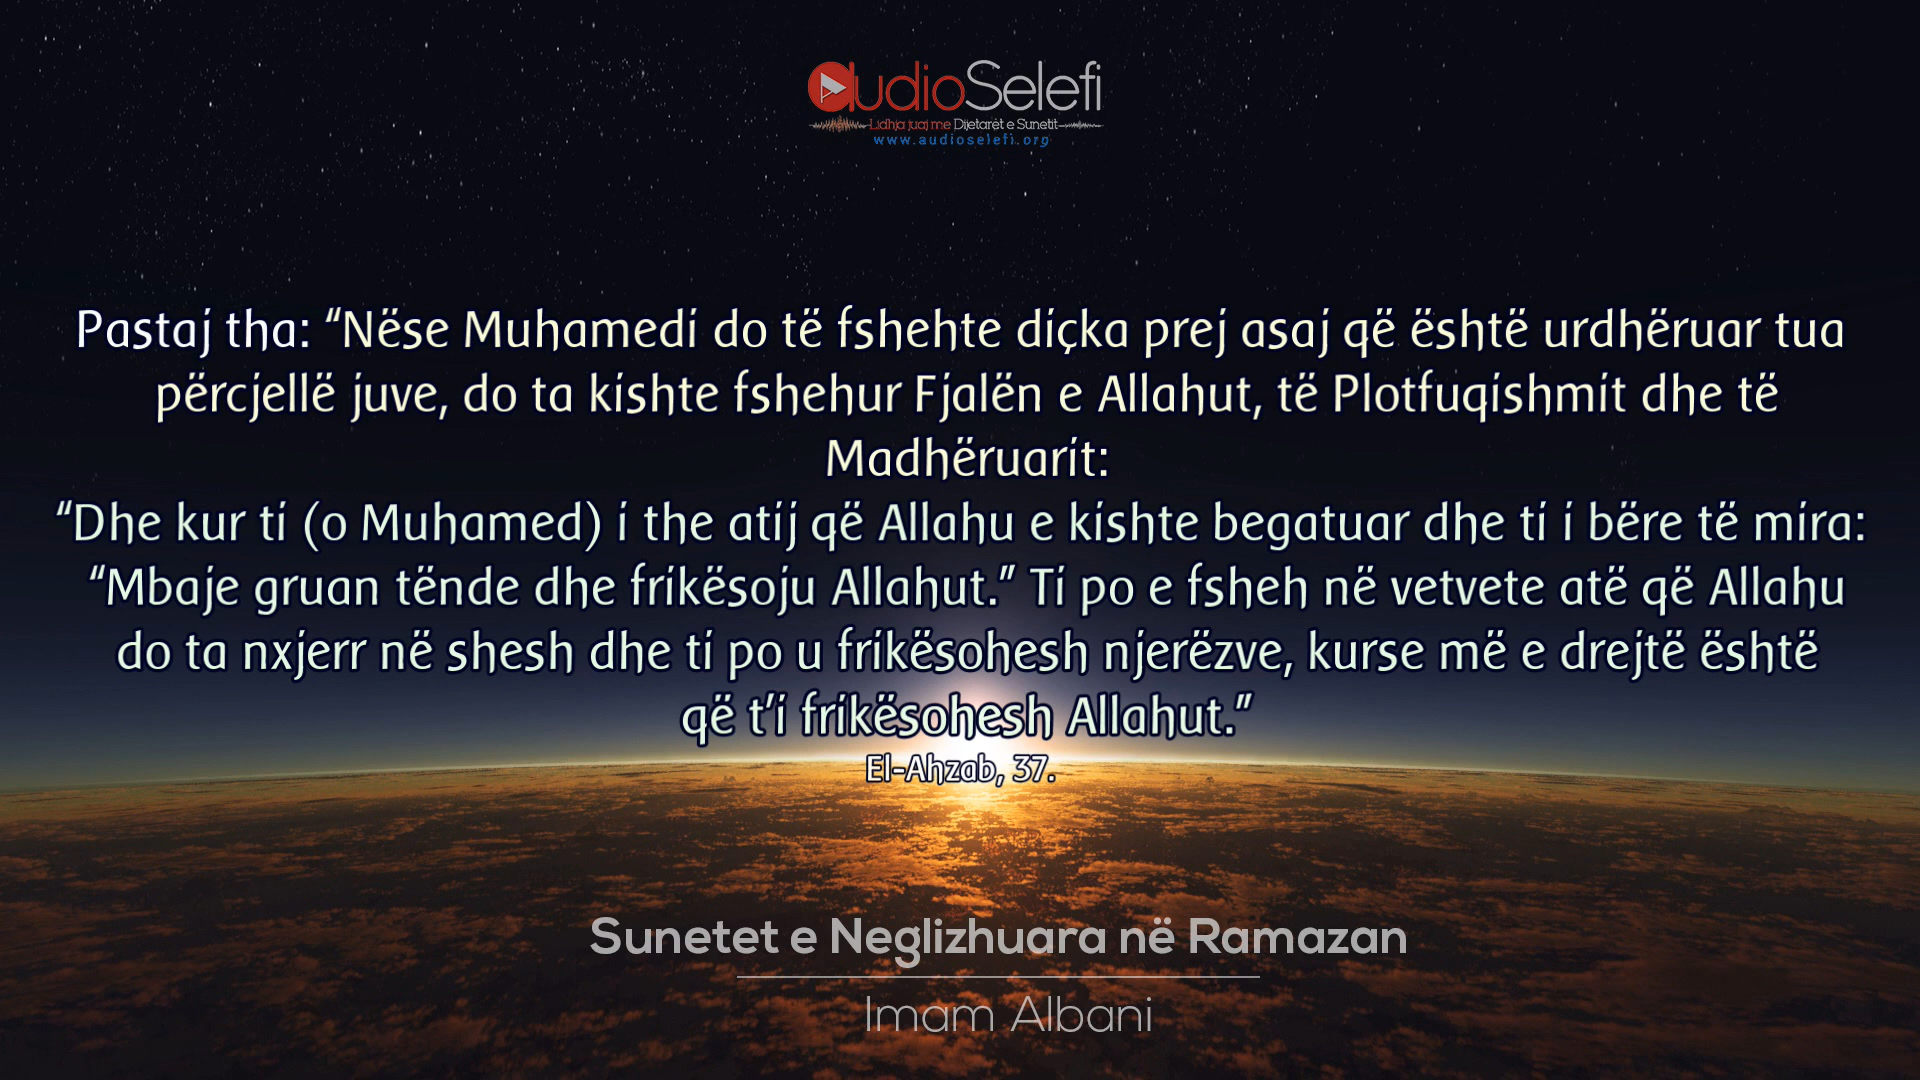 audioSelefi
Lidhja juaj me Dijetarët e Sunetit
www.audioselefi.org
Pastaj tha: “Nëse Muhamedi do të fshehte diçka prej asaj që është urdhëruar tua
përcjellë juve, do ta kishte fshehur Fjalën e Allahut, të Plotfuqishmit dhe të
Madhëruarit:
“Dhe kur ti (o Muhamed) i the atij që Allahu e kishte begatuar dhe ti i bëre të mira:
“Mbaje gruan tënde dhe frikësoju Allahut.” Ti po e fsheh në vetvete atë që Allahu
do ta nxjerr në shesh dhe ti po u frikësohesh njerëzve, kurse më e drejtë është
që t’i frikësohesh Allahut.”
El-Ahzab, 37.
Sunetet e Neglizhuara në Ramazan
Imam Albani